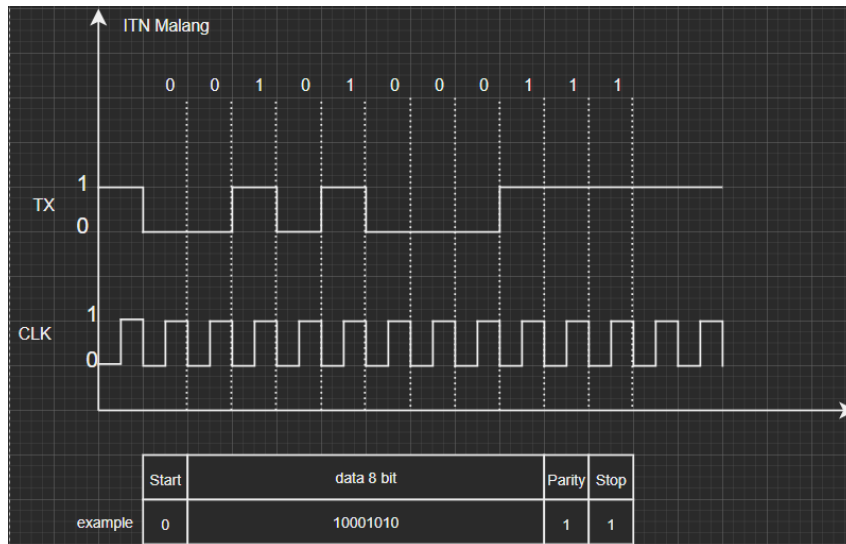 ITN Malang
0 0 1 0 1 0 0 0 1 1 1
1
TX
0
1
CLK
0
Start data 8 bit Parity Stop
example 0 10001010 1 1